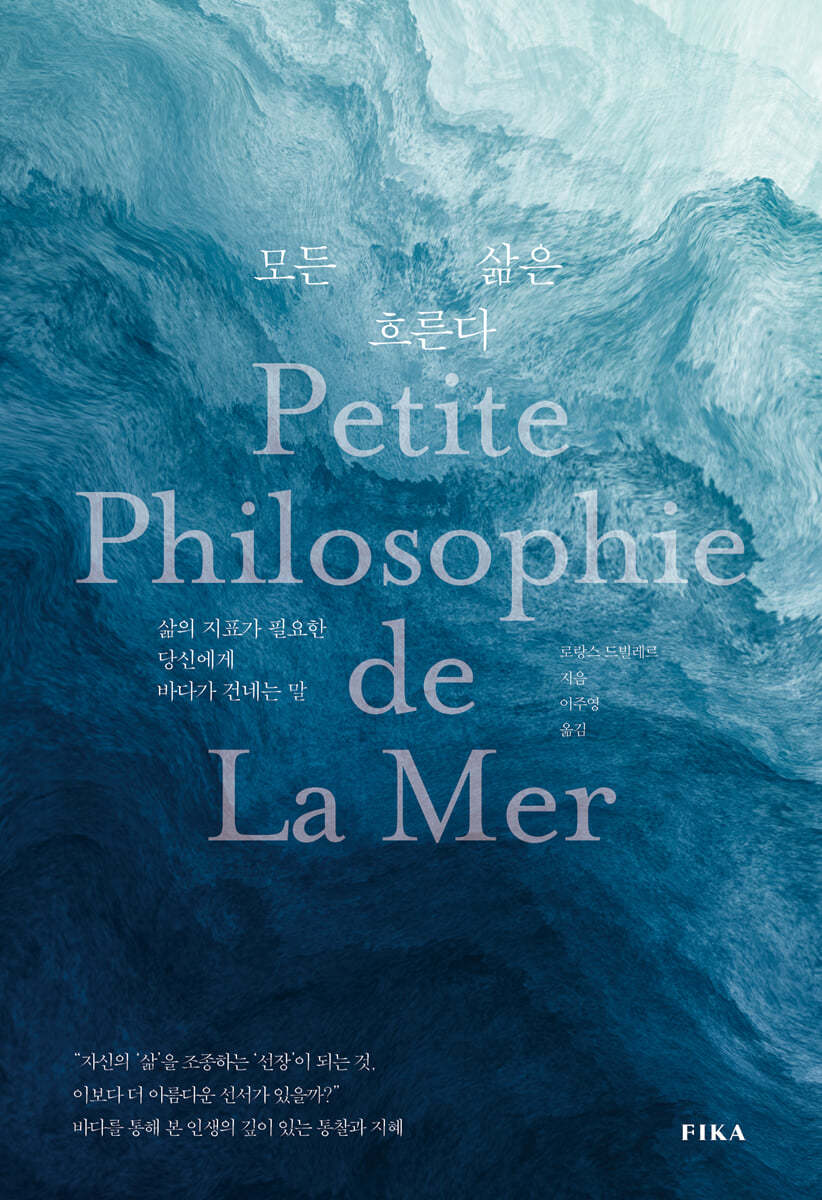 모든 삶은
흐른다
Petite
Philosophie
de
La Mer
삶의 지표가 필요한
당신에게
바다가 건네는 말
로랑스 드빌레르
지음
이주영
옮김
“자신의 ‘삶’을 조종하는 ‘선장’이 되는 것,
이보다 더 아름다운 선서가 있을까?”
바다를 통해 본 인생의 깊이 있는 통찰과 지혜
FIKA